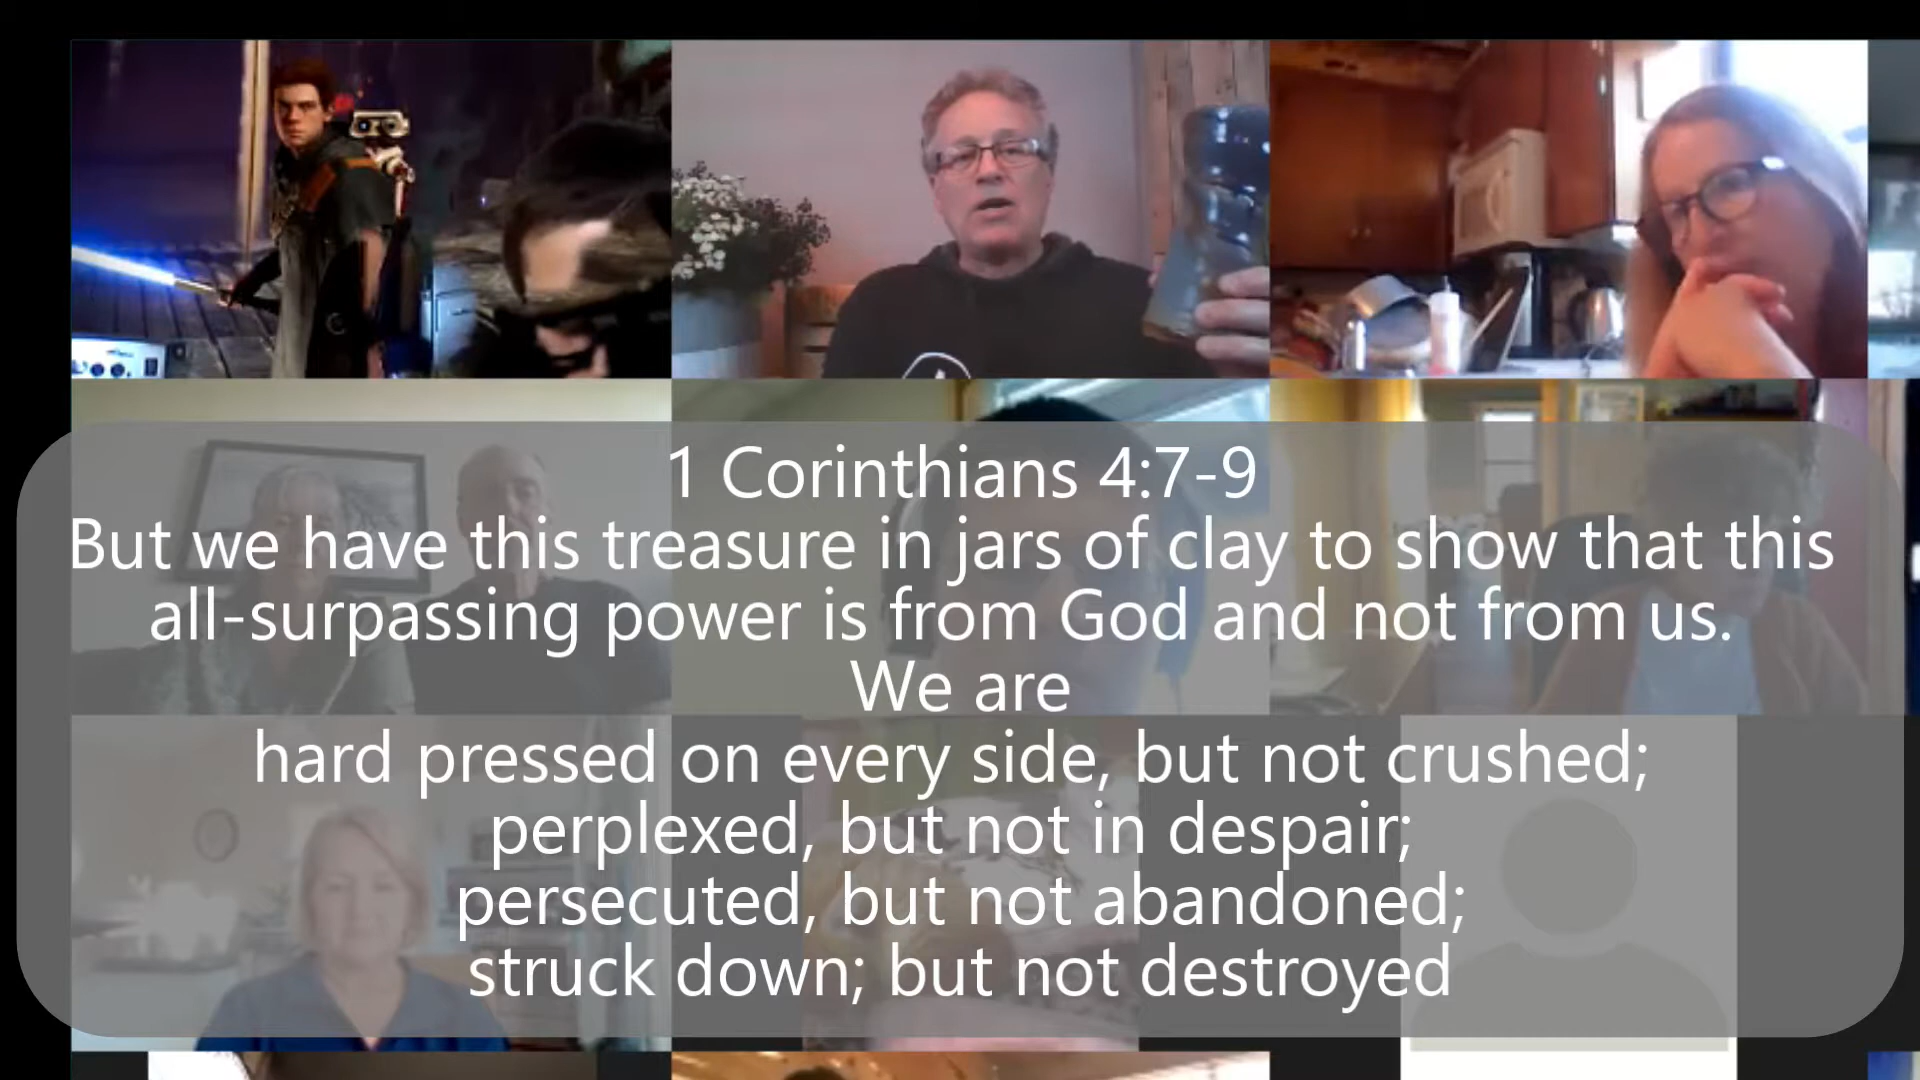 1 Corinthians 4:7-9
But we have this treasure in jars of clay to show that this
all-surpassing power is from God and not from us.
We are
hard pressed on every side, but not crushed;
perplexed, but not in despair;
persecuted, but not abandoned;
struck down; but not destroyed